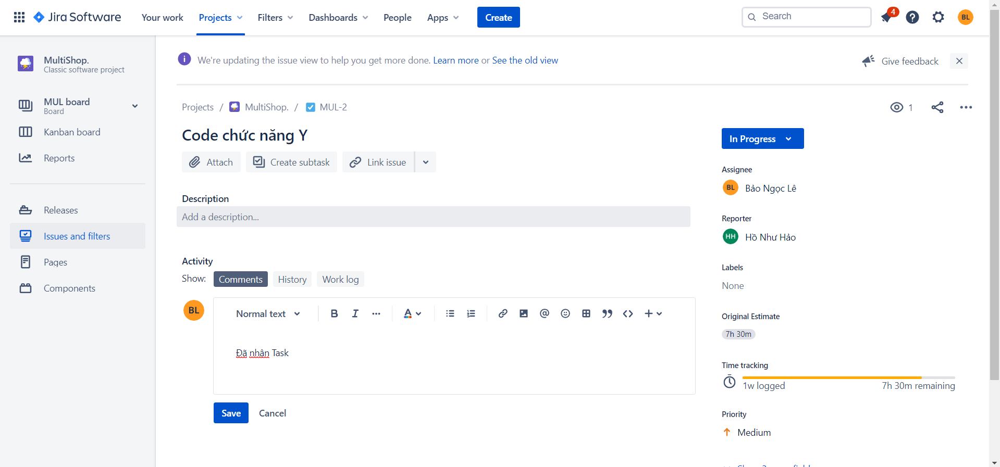 Jira Software
Your work
Projects
Filters
Dashboards
People
Apps
Create
Search
4
BL
MultiShop.
Classic software project
MUL board
Board
Kanban board
Reports
Releases
Issues and filters
Pages
Components
We're updating the issue view to help you get more done. Learn more or See the old view
Give feedback
Projects / MultiShop. / MUL-2
1
Code chức năng Y
Attach
Create subtask
Link issue
Description
Add a description...
Activity
Show: Comments History Work log
BL
Normal text
Đã nhận Task
Save
Cancel
In Progress
Assignee
BL
Bảo Ngọc Lê
Reporter
HH
Hồ Như Hảo
Labels
None
Original Estimate
7h 30m
Time tracking
1w logged
7h 30m remaining
Priority
Medium